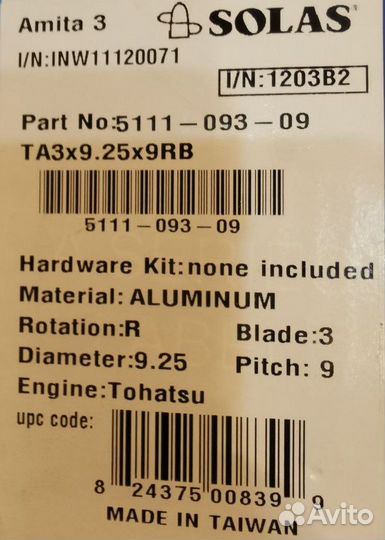 Amita 3 SOLAS
I/N:INW11120071
I/N:1203B2
Part No:5111-093-09
TA3x9.25x9RB
5111-093-09
Hardware Kit:none included
Material: ALUMINUM
Rotation:R Blade:3
Diameter:9.25 Pitch: 9
Engine:Tohatsu
upc code:
8 24375 00839 9
MADE IN TAIWAN
Avito